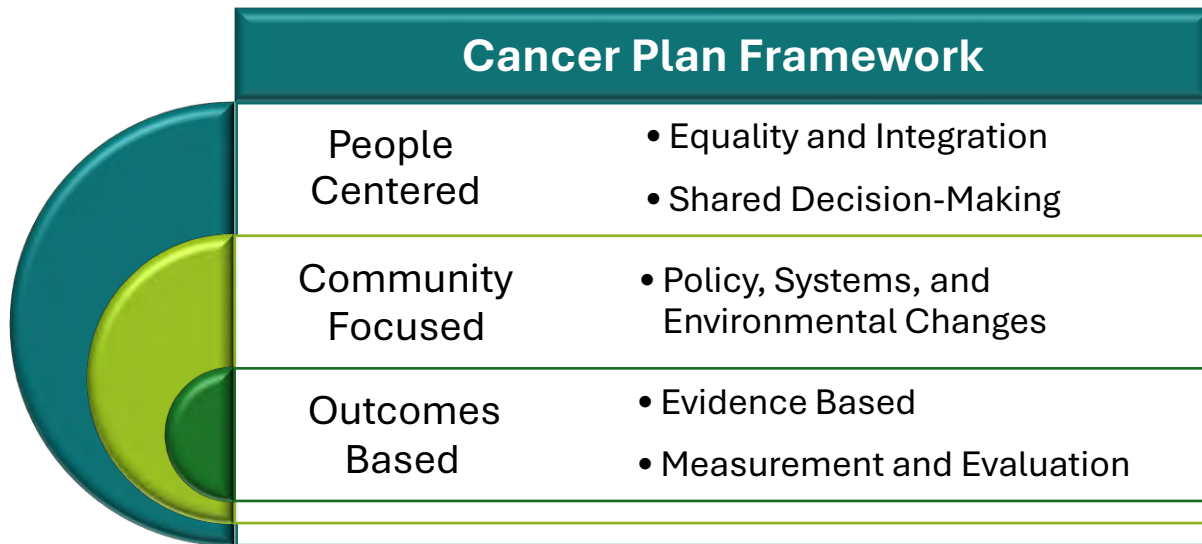 Cancer Plan Framework
People
Centered
• Equality and Integration
• Shared Decision-Making
Community
Focused
• Policy, Systems, and
Environmental Changes
Outcomes
Based
• Evidence Based
• Measurement and Evaluation